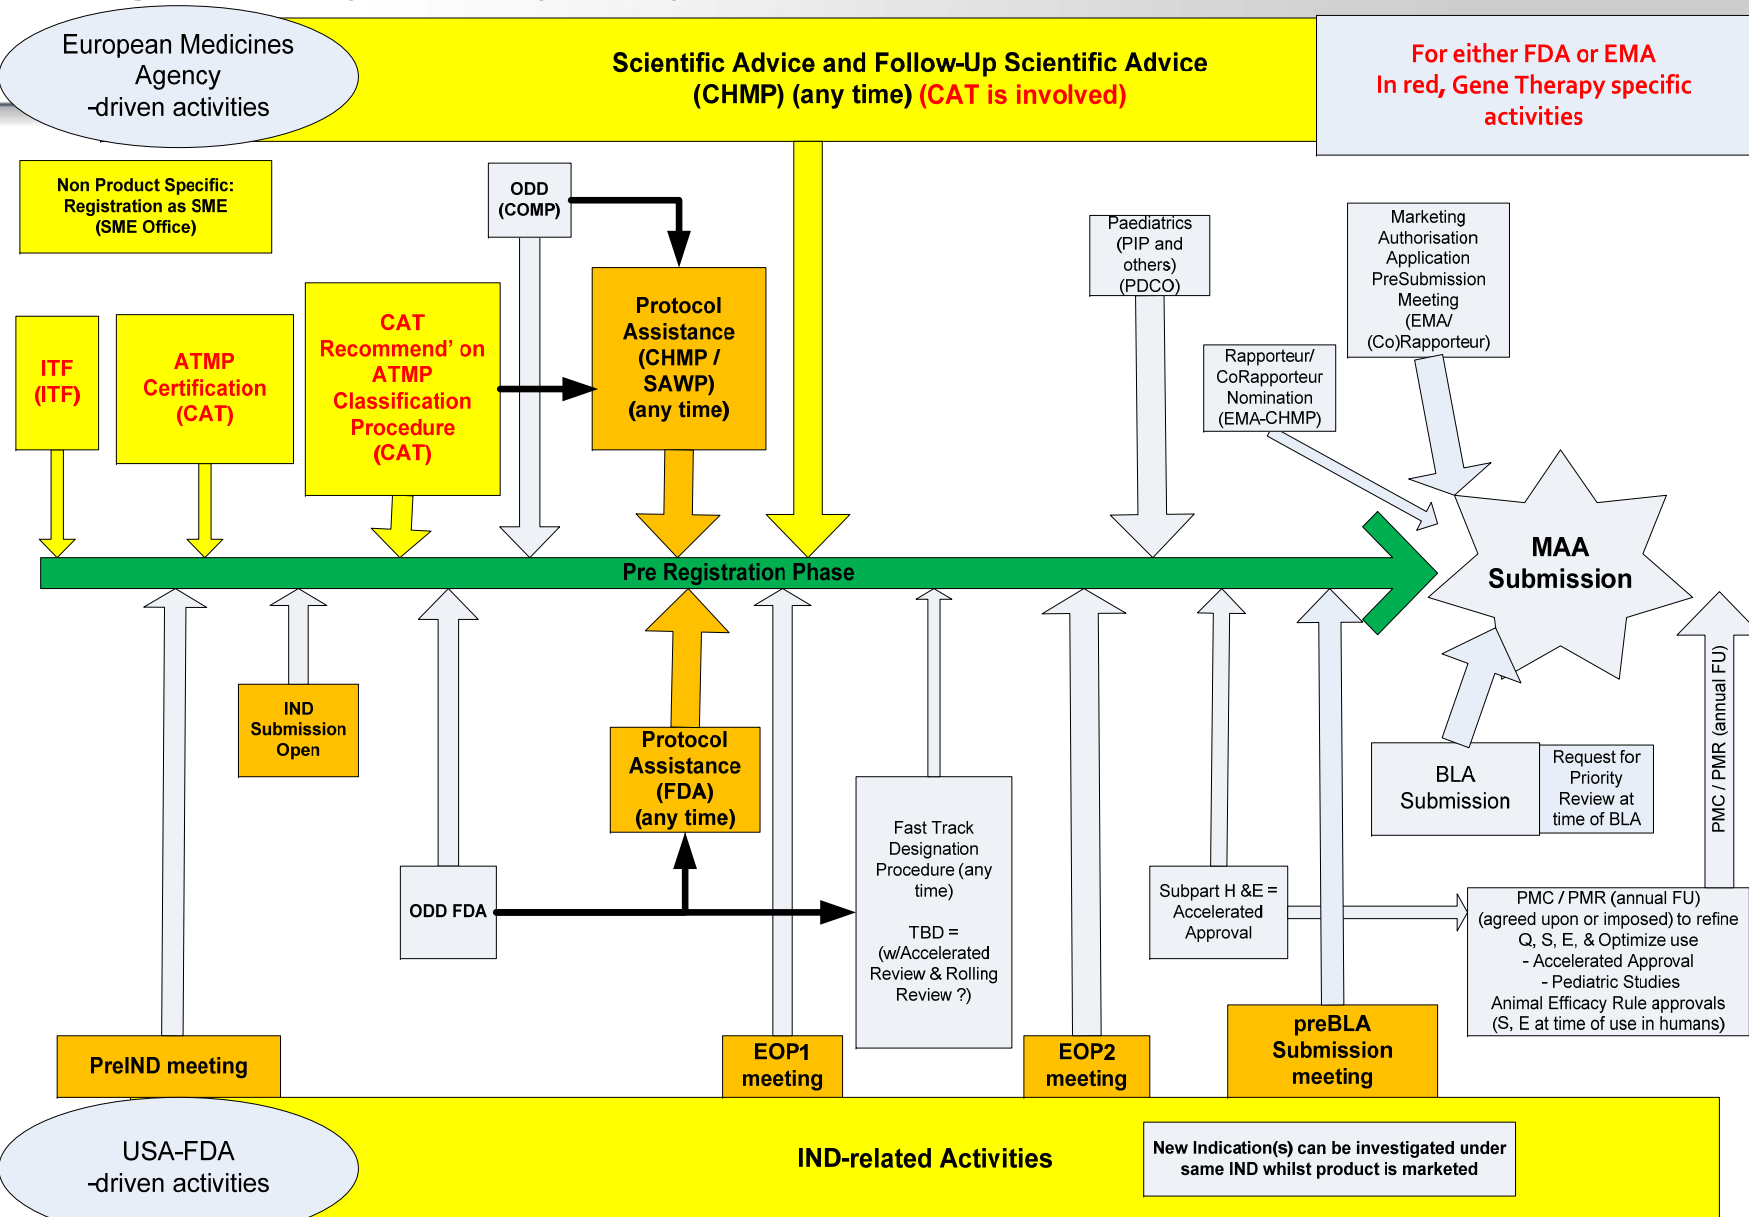 European Medicines
Agency
-driven activities
Scientific Advice and Follow-Up Scientific Advice
(CHMP) (any time) (CAT is involved)
For either FDA or EMA
In red, Gene Therapy specific
activities
Non Product Specific:
Registration as SME
(SME Office)
ODD
(COMP)
Paediatrics
(PIP and
others)
(PDCO)
Marketing
Authorisation
Application
PreSubmission
Meeting
(EMA/
(Co)Rapporteur)
ITF
(ITF)
ATMP
Certification
(CAT)
CAT
Recommend' on
ATMP
Classification
Procedure
(CAT)
Protocol
Assistance
(CHMP /
SAWP)
(any time)
Rapporteur/
CoRapporteur
Nomination
(EMA-CHMP)
Pre Registration Phase
MAA
Submission
IND
Submission
Open
Protocol
Assistance
(FDA)
(any time)
BLA
Submission
Request for
Priority
Review at
time of BLA
PMC / PMR (annual FU)
ODD FDA
Fast Track
Designation
Procedure (any
time)
TBD =
(w/Accelerated
Review & Rolling
Review ?)
Subpart H &E =
Accelerated
Approval
PMC / PMR (annual FU)
(agreed upon or imposed) to refine
Q, S, E, & Optimize use
- Accelerated Approval
- Pediatric Studies
Animal Efficacy Rule approvals
(S, E at time of use in humans)
PreIND meeting
EOP1
meeting
EOP2
meeting
preBLA
Submission
meeting
USA-FDA
-driven activities
IND-related Activities
New Indication(s) can be investigated under
same IND whilst product is marketed